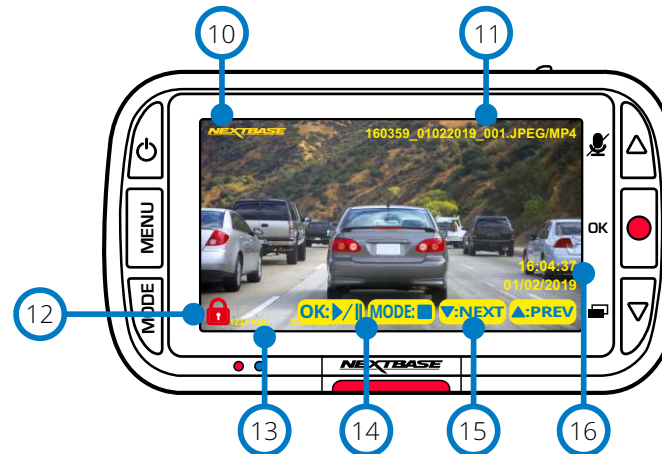 10
11
NEXTBASE
160359_01022019_001.JPEG/MP4
MENU
OK
16:04:37
01/02/2019
12
MODE
OK: ▶/⏸ MODE: ■ ▼:NEXT ▲:PREV
NEXTBASE
13
14
15
16